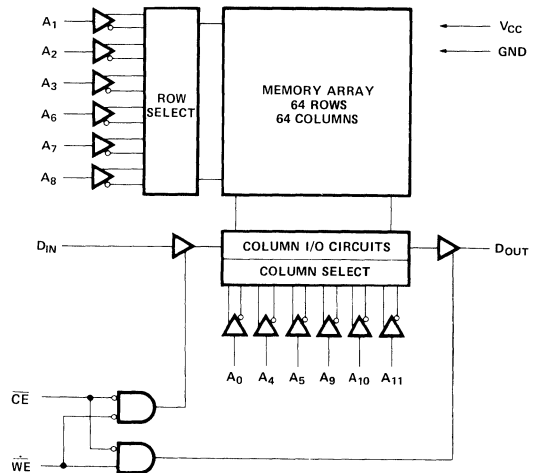 A1
A2
A3
A6
A7
A8
ROW
SELECT
MEMORY ARRAY
64 ROWS
64 COLUMNS
VCC
GND
DIN
COLUMN I/O CIRCUITS
COLUMN SELECT
DOUT
A0 A4 A5 A9 A10 A11
CE
WE